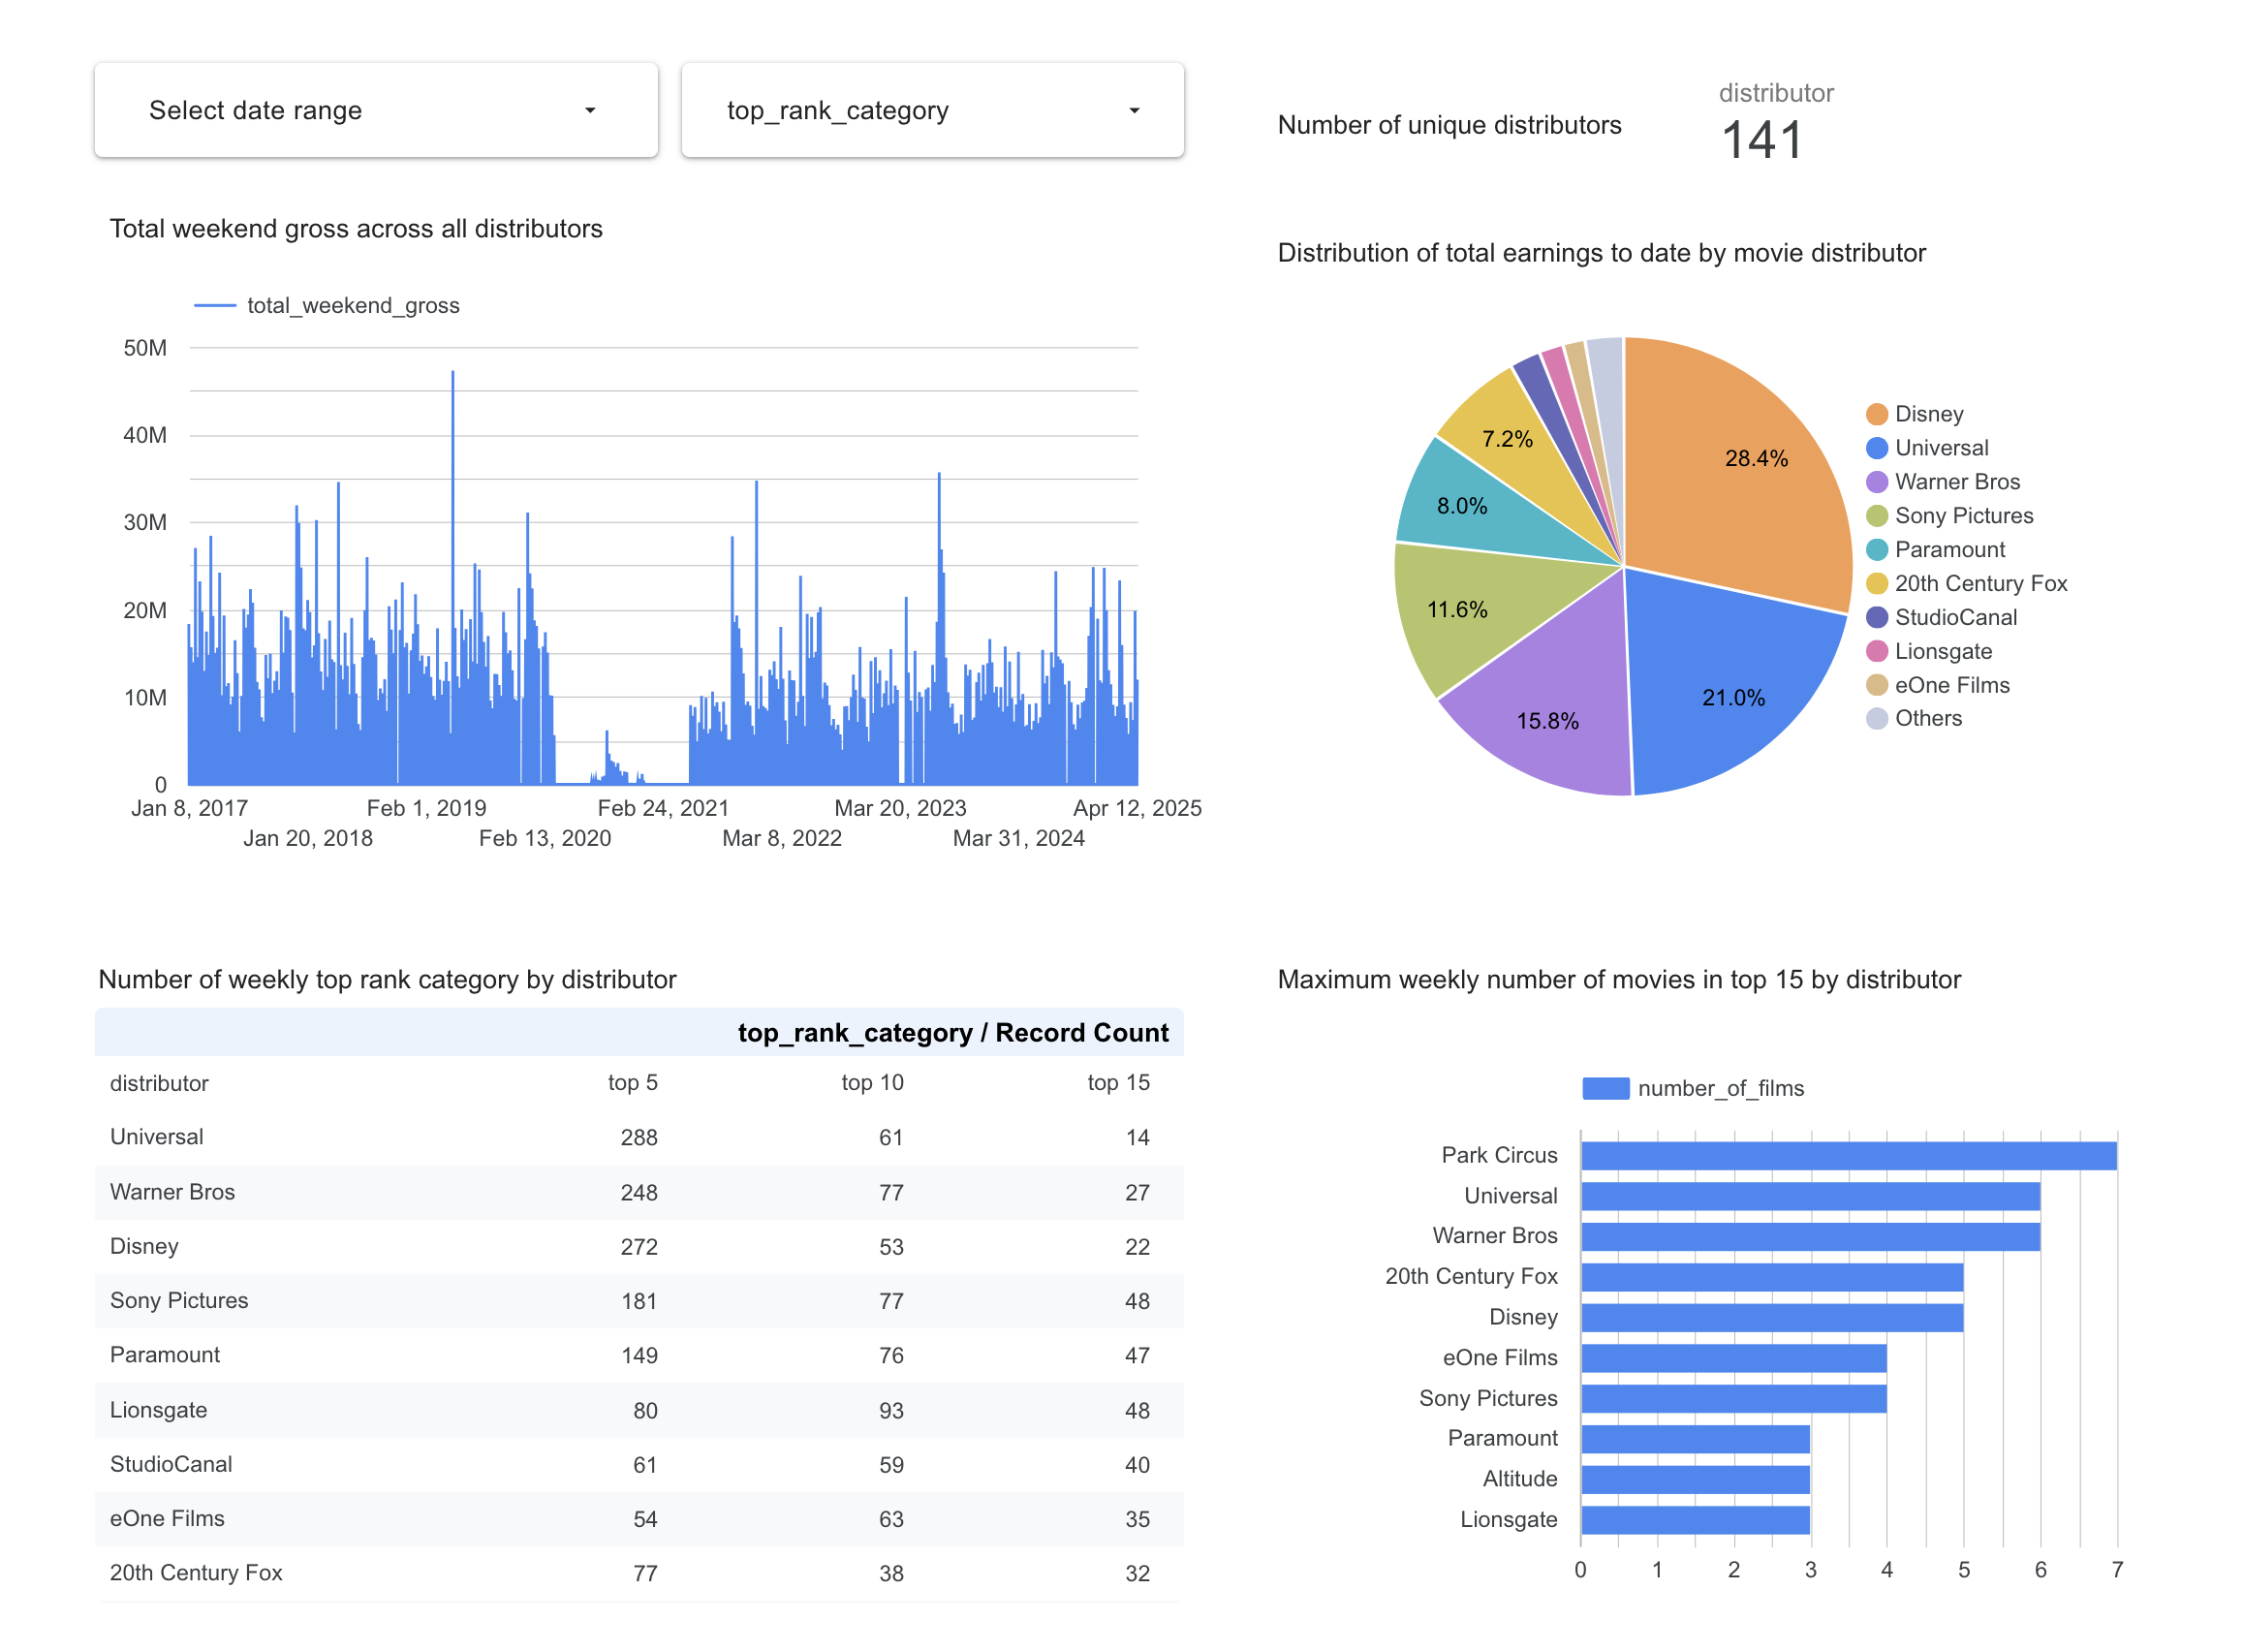 Select date range
top_rank_category
Number of unique distributors
distributor
141
Total weekend gross across all distributors
total_weekend_gross
50M
40M
30M
20M
10M
0
Jan 8, 2017
Feb 1, 2019
Feb 24, 2021
Mar 20, 2023
Apr 12, 2025
Jan 20, 2018
Feb 13, 2020
Mar 8, 2022
Mar 31, 2024
Distribution of total earnings to date by movie distributor
28.4%
21.0%
15.8%
11.6%
8.0%
7.2%
Disney
Universal
Warner Bros
Sony Pictures
Paramount
20th Century Fox
StudioCanal
Lionsgate
eOne Films
Others
Number of weekly top rank category by distributor
top_rank_category / Record Count
distributor top 5 top 10 top 15
Universal 288 61 14
Warner Bros 248 77 27
Disney 272 53 22
Sony Pictures 181 77 48
Paramount 149 76 47
Lionsgate 80 93 48
StudioCanal 61 59 40
eOne Films 54 63 35
20th Century Fox 77 38 32
Maximum weekly number of movies in top 15 by distributor
number_of_films
Park Circus
Universal
Warner Bros
20th Century Fox
Disney
eOne Films
Sony Pictures
Paramount
Altitude
Lionsgate
0 1 2 3 4 5 6 7